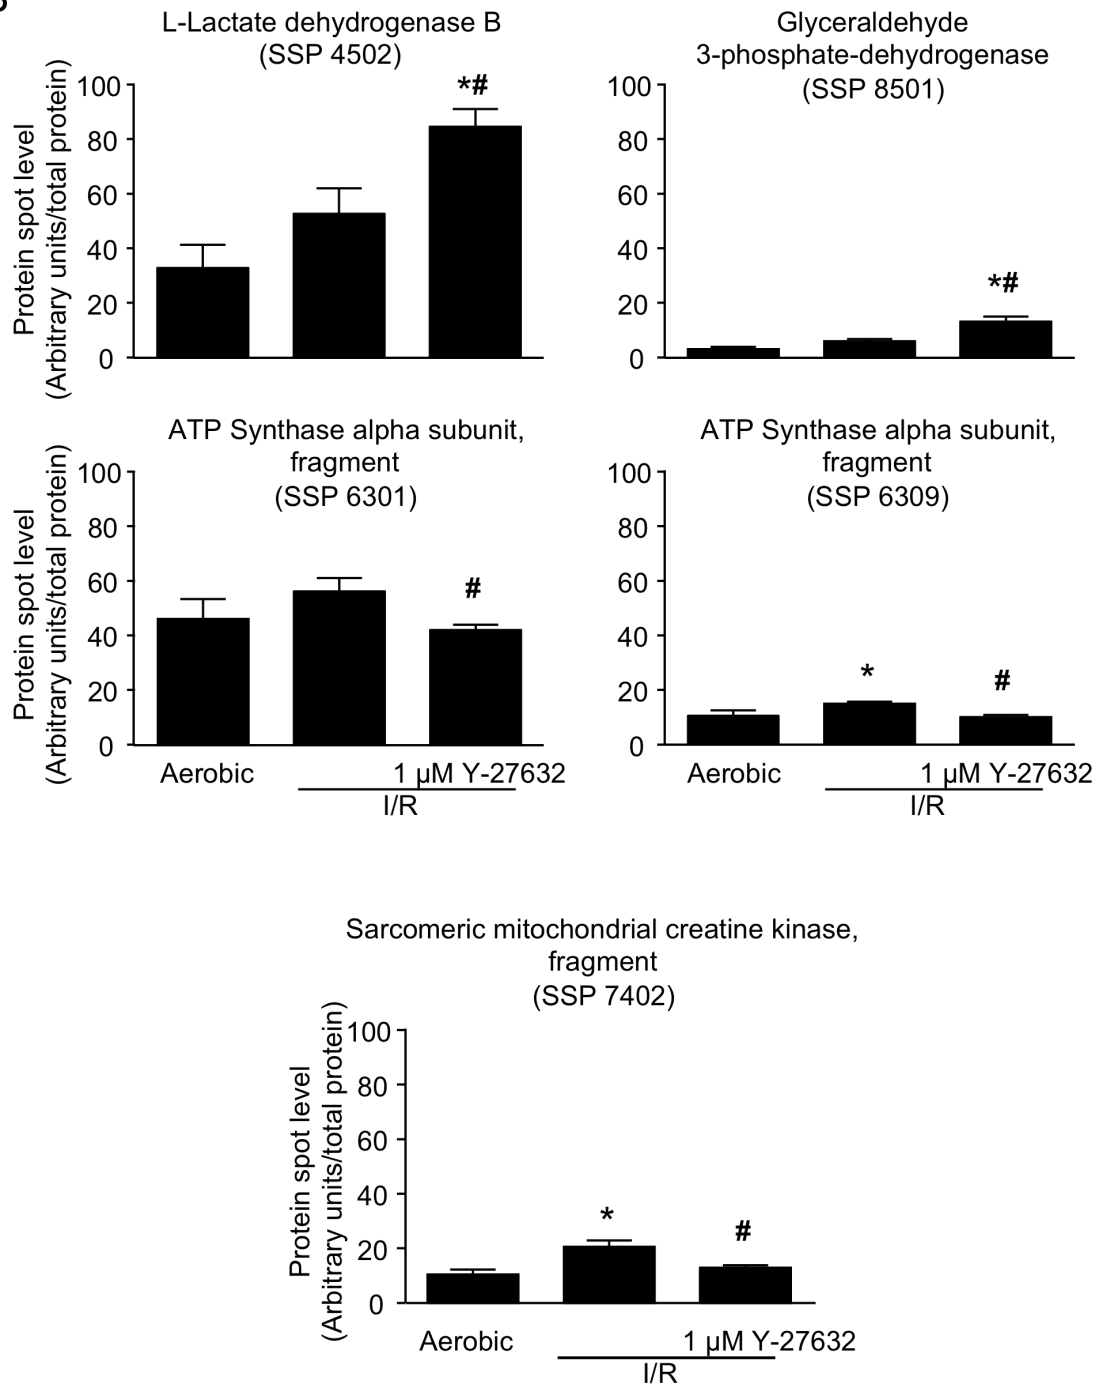 L-Lactate dehydrogenase B
(SSP 4502)
Protein spot level
(Arbitrary units/total protein)
100
80
60
40
20
0
*#
Glyceraldehyde
3-phosphate-dehydrogenase
(SSP 8501)
100
80
60
40
20
0
*#
ATP Synthase alpha subunit,
fragment
(SSP 6301)
Protein spot level
(Arbitrary units/total protein)
100
80
60
40
20
0
#
Aerobic
1 µM Y-27632
I/R
ATP Synthase alpha subunit,
fragment
(SSP 6309)
100
80
60
40
20
0
*
#
Aerobic
1 µM Y-27632
I/R
Sarcomeric mitochondrial creatine kinase,
fragment
(SSP 7402)
Protein spot level
(Arbitrary units/total protein)
100
80
60
40
20
0
*
#
Aerobic
1 µM Y-27632
I/R